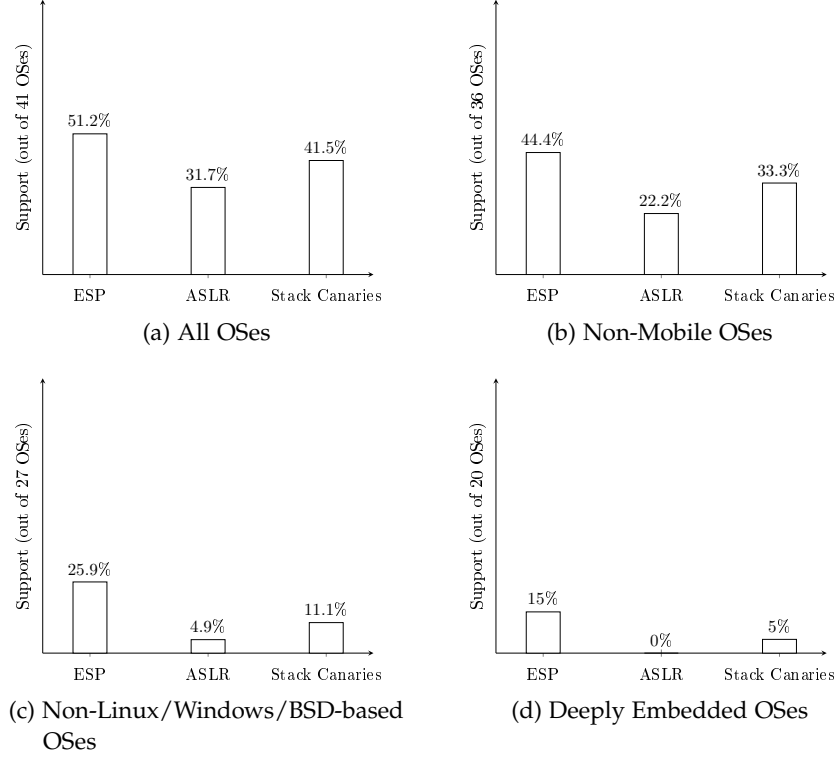 Support (out of 41 OSes)
51.2%
31.7%
41.5%
ESP
ASLR
Stack Canaries
(a) All OSes
Support (out of 36 OSes)
44.4%
22.2%
33.3%
ESP
ASLR
Stack Canaries
(b) Non-Mobile OSes
Support (out of 27 OSes)
25.9%
4.9%
11.1%
ESP
ASLR
Stack Canaries
(c) Non-Linux/Windows/BSD-based
OSes
Support (out of 20 OSes)
15%
0%
5%
ESP
ASLR
Stack Canaries
(d) Deeply Embedded OSes